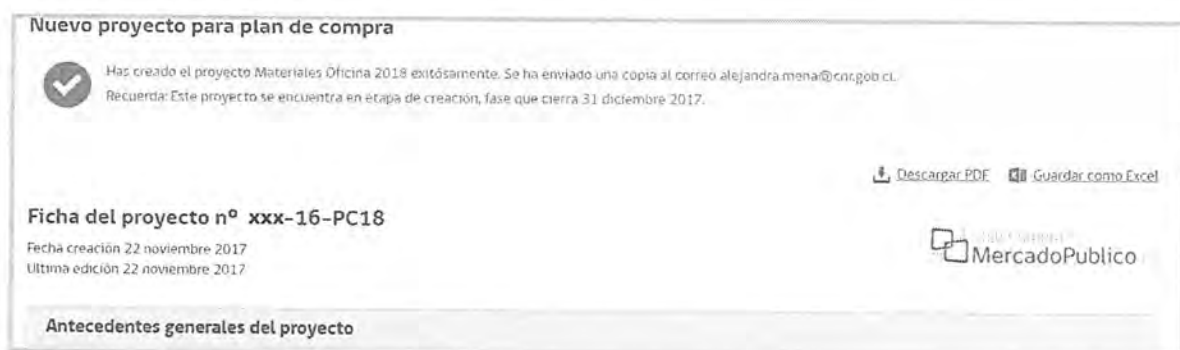 Nuevo proyecto para plan de compra
Has creado el proyecto Materiales Oficina 2018 exitósamente. Se ha enviado una copia al correo alejandra.mena@cnr.gob.cl.
Recuerda: Este proyecto se encuentra en etapa de creación, fase que cierra 31 diciembre 2017.
Descargar PDF Guardar como Excel
Ficha del proyecto nº xxx-16-PC18
Fecha creación 22 noviembre 2017
Ultima edición 22 noviembre 2017
MercadoPublico
Antecedentes generales del proyecto